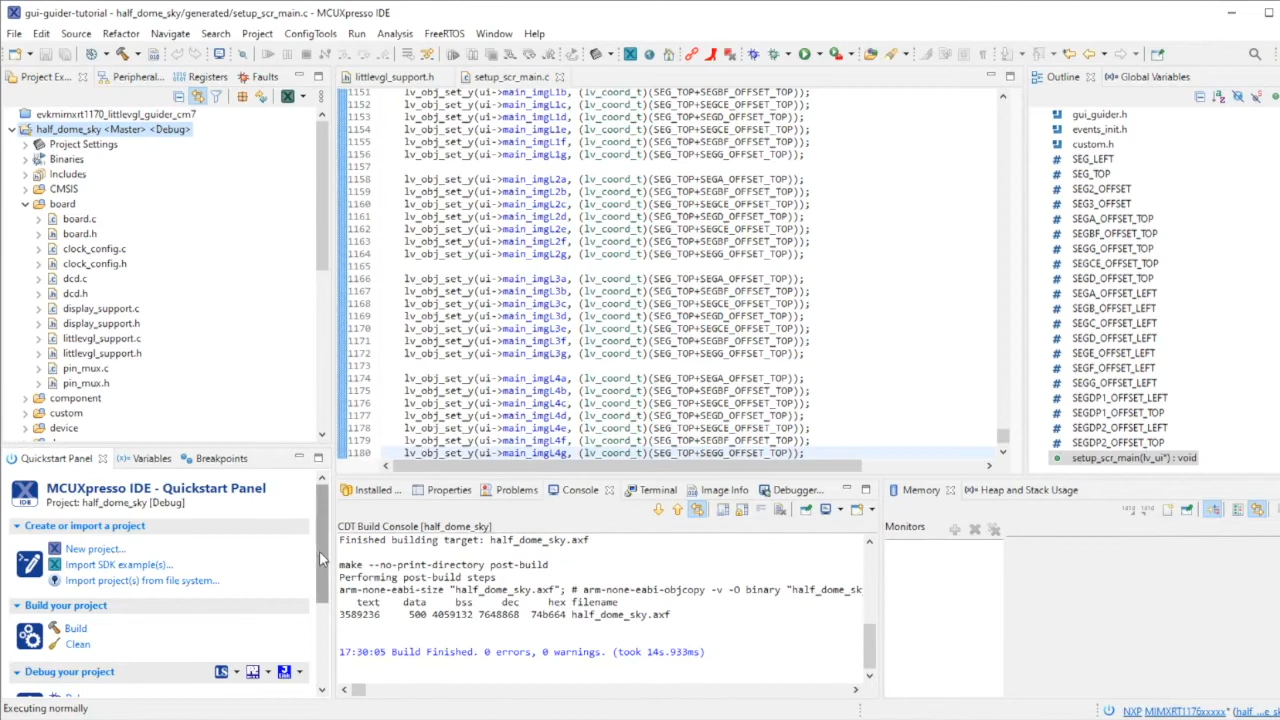 gui-guider-tutorial - half_dome_sky/generated/setup_scr_main.c - MCUXpresso IDE
File Edit Source Refactor Navigate Search Project ConfigTools Run Analysis FreeRTOS Window Help
Project Ex... Peripheral... Registers Faults
evkmimxrt1170_littlevgl_guider_cm7
half_dome_sky <Master> <Debug>
Project Settings
Binaries
Includes
CMSIS
board
board.c
board.h
clock_config.c
clock_config.h
dcd.c
dcd.h
display_support.c
display_support.h
littlevgl_support.c
littlevgl_support.h
pin_mux.c
pin_mux.h
component
custom
device
littlevgl_support.h setup_scr_main.c
1151 lv_obj_set_y(ui->main_imgL1b, (lv_coord_t)(SEG_TOP+SEGBF_OFFSET_TOP));
1152 lv_obj_set_y(ui->main_imgL1c, (lv_coord_t)(SEG_TOP+SEGCE_OFFSET_TOP));
1153 lv_obj_set_y(ui->main_imgL1d, (lv_coord_t)(SEG_TOP+SEGD_OFFSET_TOP));
1154 lv_obj_set_y(ui->main_imgL1e, (lv_coord_t)(SEG_TOP+SEGCE_OFFSET_TOP));
1155 lv_obj_set_y(ui->main_imgL1f, (lv_coord_t)(SEG_TOP+SEGBF_OFFSET_TOP));
1156 lv_obj_set_y(ui->main_imgL1g, (lv_coord_t)(SEG_TOP+SEGG_OFFSET_TOP));
1157
1158 lv_obj_set_y(ui->main_imgL2a, (lv_coord_t)(SEG_TOP+SEGA_OFFSET_TOP));
1159 lv_obj_set_y(ui->main_imgL2b, (lv_coord_t)(SEG_TOP+SEGBF_OFFSET_TOP));
1160 lv_obj_set_y(ui->main_imgL2c, (lv_coord_t)(SEG_TOP+SEGCE_OFFSET_TOP));
1161 lv_obj_set_y(ui->main_imgL2d, (lv_coord_t)(SEG_TOP+SEGD_OFFSET_TOP));
1162 lv_obj_set_y(ui->main_imgL2e, (lv_coord_t)(SEG_TOP+SEGCE_OFFSET_TOP));
1163 lv_obj_set_y(ui->main_imgL2f, (lv_coord_t)(SEG_TOP+SEGBF_OFFSET_TOP));
1164 lv_obj_set_y(ui->main_imgL2g, (lv_coord_t)(SEG_TOP+SEGG_OFFSET_TOP));
1165
1166 lv_obj_set_y(ui->main_imgL3a, (lv_coord_t)(SEG_TOP+SEGA_OFFSET_TOP));
1167 lv_obj_set_y(ui->main_imgL3b, (lv_coord_t)(SEG_TOP+SEGBF_OFFSET_TOP));
1168 lv_obj_set_y(ui->main_imgL3c, (lv_coord_t)(SEG_TOP+SEGCE_OFFSET_TOP));
1169 lv_obj_set_y(ui->main_imgL3d, (lv_coord_t)(SEG_TOP+SEGD_OFFSET_TOP));
1170 lv_obj_set_y(ui->main_imgL3e, (lv_coord_t)(SEG_TOP+SEGCE_OFFSET_TOP));
1171 lv_obj_set_y(ui->main_imgL3f, (lv_coord_t)(SEG_TOP+SEGBF_OFFSET_TOP));
1172 lv_obj_set_y(ui->main_imgL3g, (lv_coord_t)(SEG_TOP+SEGG_OFFSET_TOP));
1173
1174 lv_obj_set_y(ui->main_imgL4a, (lv_coord_t)(SEG_TOP+SEGA_OFFSET_TOP));
1175 lv_obj_set_y(ui->main_imgL4b, (lv_coord_t)(SEG_TOP+SEGBF_OFFSET_TOP));
1176 lv_obj_set_y(ui->main_imgL4c, (lv_coord_t)(SEG_TOP+SEGCE_OFFSET_TOP));
1177 lv_obj_set_y(ui->main_imgL4d, (lv_coord_t)(SEG_TOP+SEGD_OFFSET_TOP));
1178 lv_obj_set_y(ui->main_imgL4e, (lv_coord_t)(SEG_TOP+SEGCE_OFFSET_TOP));
1179 lv_obj_set_y(ui->main_imgL4f, (lv_coord_t)(SEG_TOP+SEGBF_OFFSET_TOP));
1180 lv_obj_set_y(ui->main_imgL4g, (lv_coord_t)(SEG_TOP+SEGG_OFFSET_TOP));
Outline Global Variables
gui_guider.h
events_init.h
custom.h
SEG_LEFT
SEG_TOP
SEG2_OFFSET
SEG3_OFFSET
SEGA_OFFSET_TOP
SEGBF_OFFSET_TOP
SEGG_OFFSET_TOP
SEGCE_OFFSET_TOP
SEGD_OFFSET_TOP
SEGA_OFFSET_LEFT
SEGB_OFFSET_LEFT
SEGC_OFFSET_LEFT
SEGD_OFFSET_LEFT
SEGE_OFFSET_LEFT
SEGF_OFFSET_LEFT
SEGG_OFFSET_LEFT
SEGDP1_OFFSET_LEFT
SEGDP1_OFFSET_TOP
SEGDP2_OFFSET_LEFT
SEGDP2_OFFSET_TOP
setup_scr_main(lv_ui*) : void
Quickstart Panel (x)= Variables Breakpoints
IDE MCUXpresso IDE - Quickstart Panel
Project: half_dome_sky [Debug]
Create or import a project
New project...
Import SDK example(s)...
Import project(s) from file system...
Build your project
Build
Clean
Debug your project
Installed ... Properties Problems Console Terminal Image Info Debugger...
CDT Build Console [half_dome_sky]
Finished building target: half_dome_sky.axf
make --no-print-directory post-build
Performing post-build steps
arm-none-eabi-size "half_dome_sky.axf"; # arm-none-eabi-objcopy -v -O binary "half_dome_sk
text data bss dec hex filename
3589236 500 4059132 7648868 74b664 half_dome_sky.axf
17:30:05 Build Finished. 0 errors, 0 warnings. (took 14s.933ms)
Memory Heap and Stack Usage
Monitors
Executing normally
NXP MIMXRT1176xxxxx* (half_...e_sk